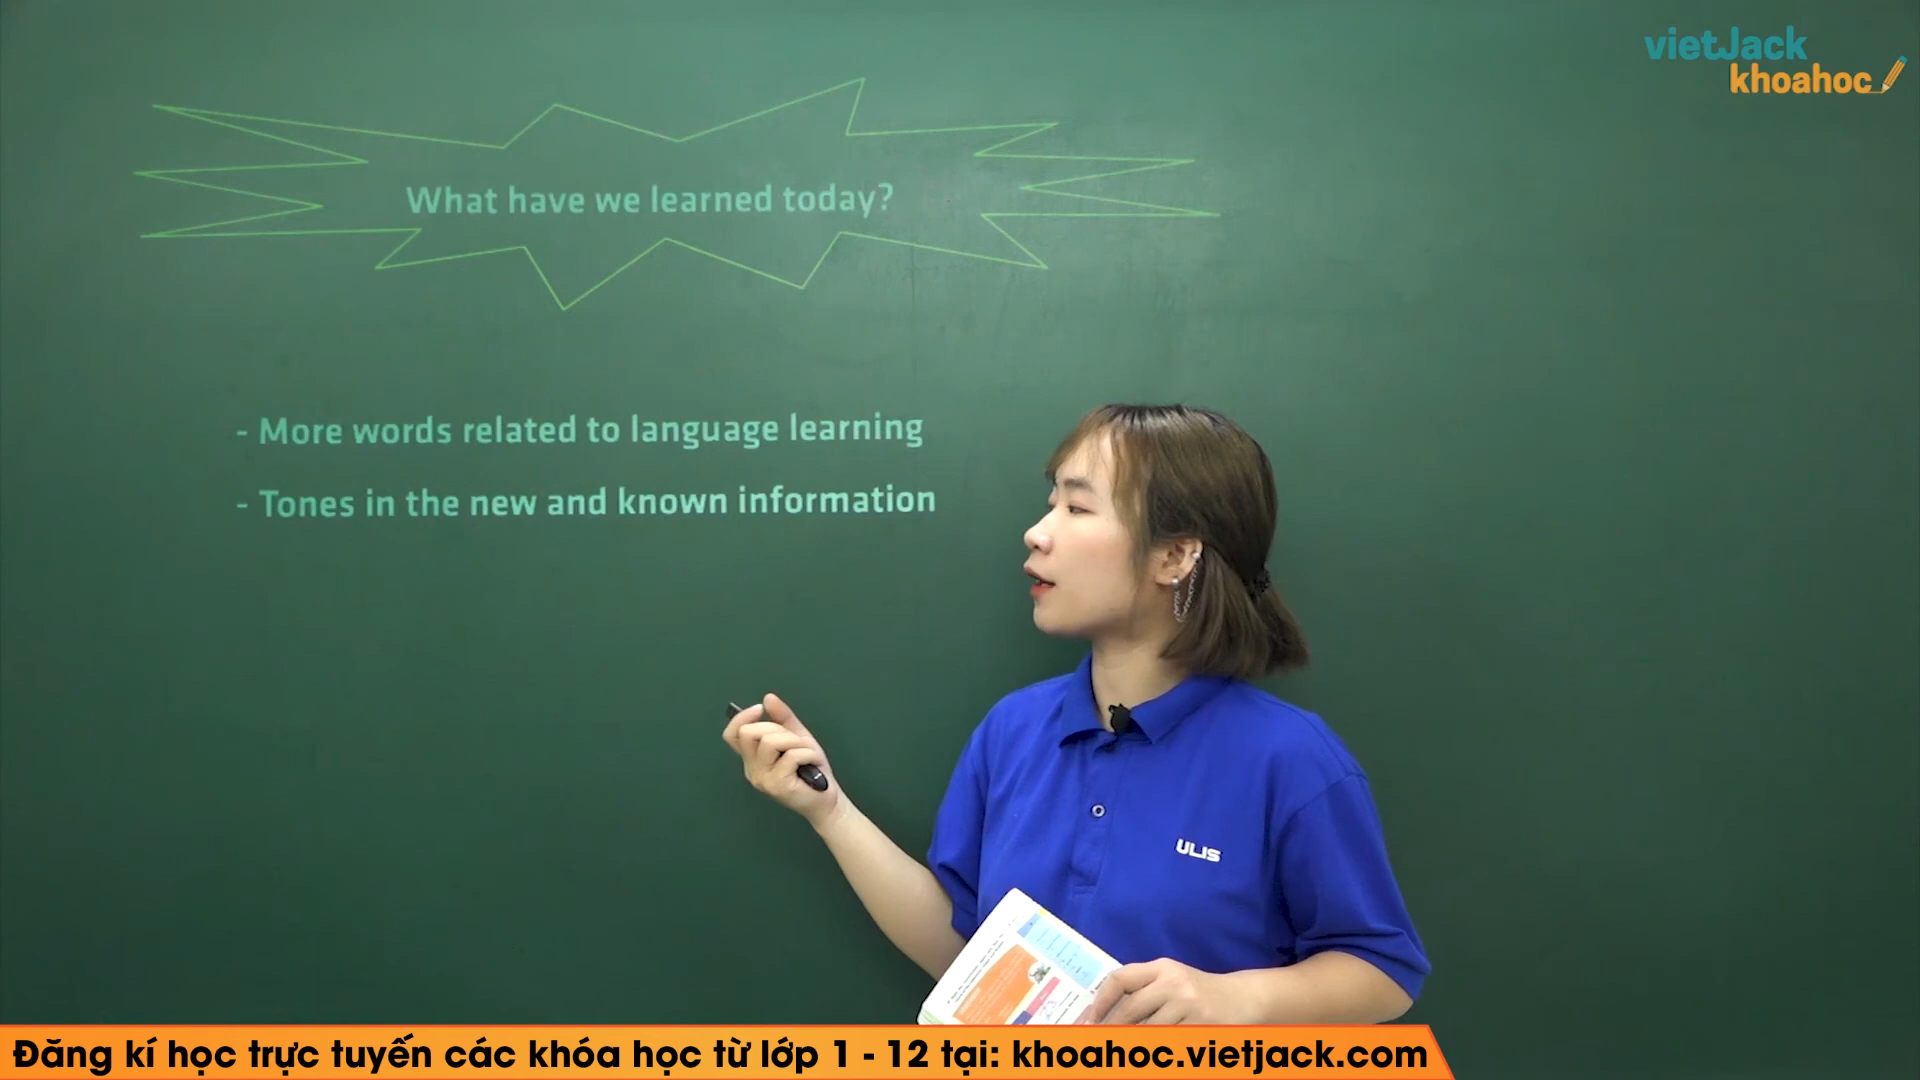 vietJack
khoahoc
What have we learned today?
- More words related to language learning
- Tones in the new and known information
ULIS
Đăng kí học trực tuyến các khóa học từ lớp 1 - 12 tại: khoahoc.vietjack.com